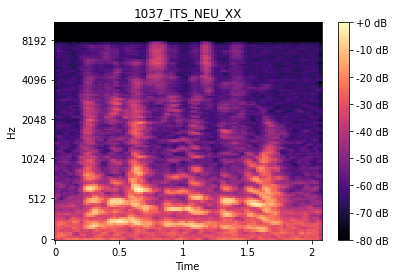 1037_ITS_NEU_XX
Hz
8192
4096
2048
1024
512
0
0
0.5
1
1.5
2
Time
+0 dB
-10 dB
-20 dB
-30 dB
-40 dB
-50 dB
-60 dB
-70 dB
-80 dB